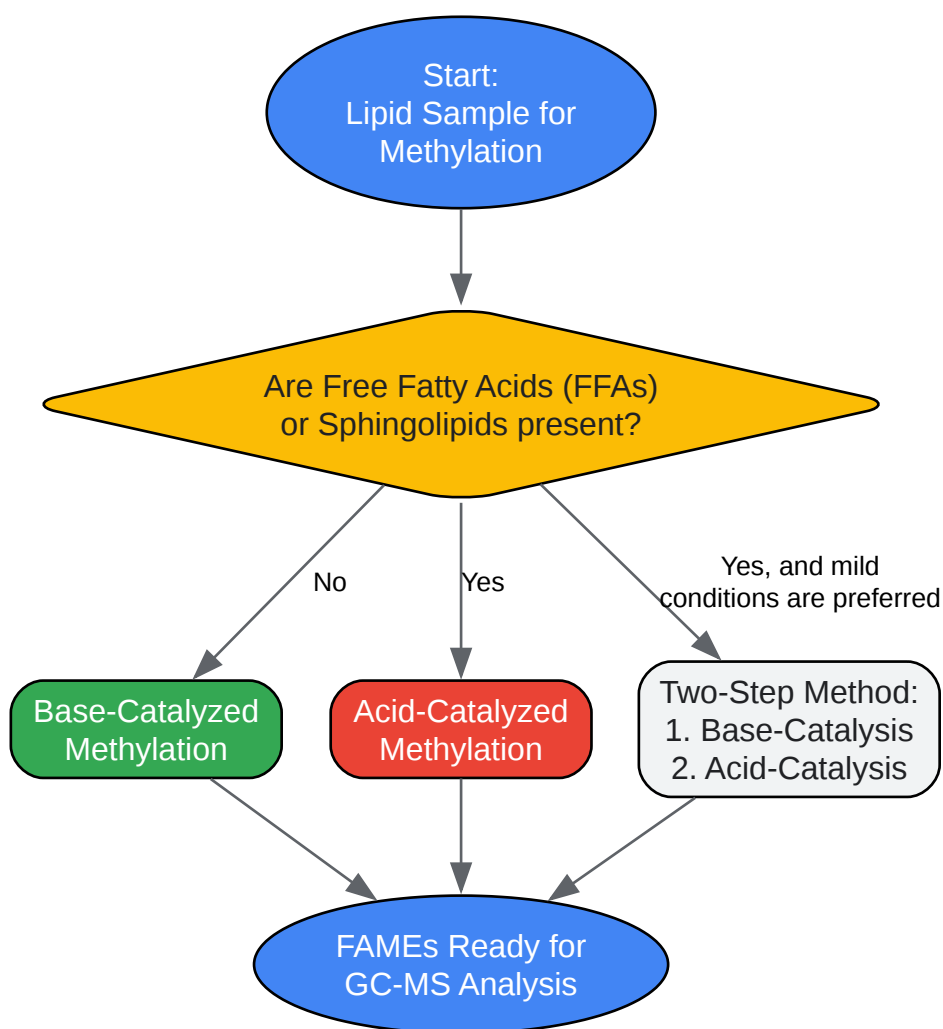 Start:
Lipid Sample for
Methylation
Are Free Fatty Acids (FFAs)
or Sphingolipids present?
No
Yes
Yes, and mild
conditions are preferred
Base-Catalyzed
Methylation
Acid-Catalyzed
Methylation
Two-Step Method:
1. Base-Catalysis
2. Acid-Catalysis
FAMEs Ready for
GC-MS Analysis